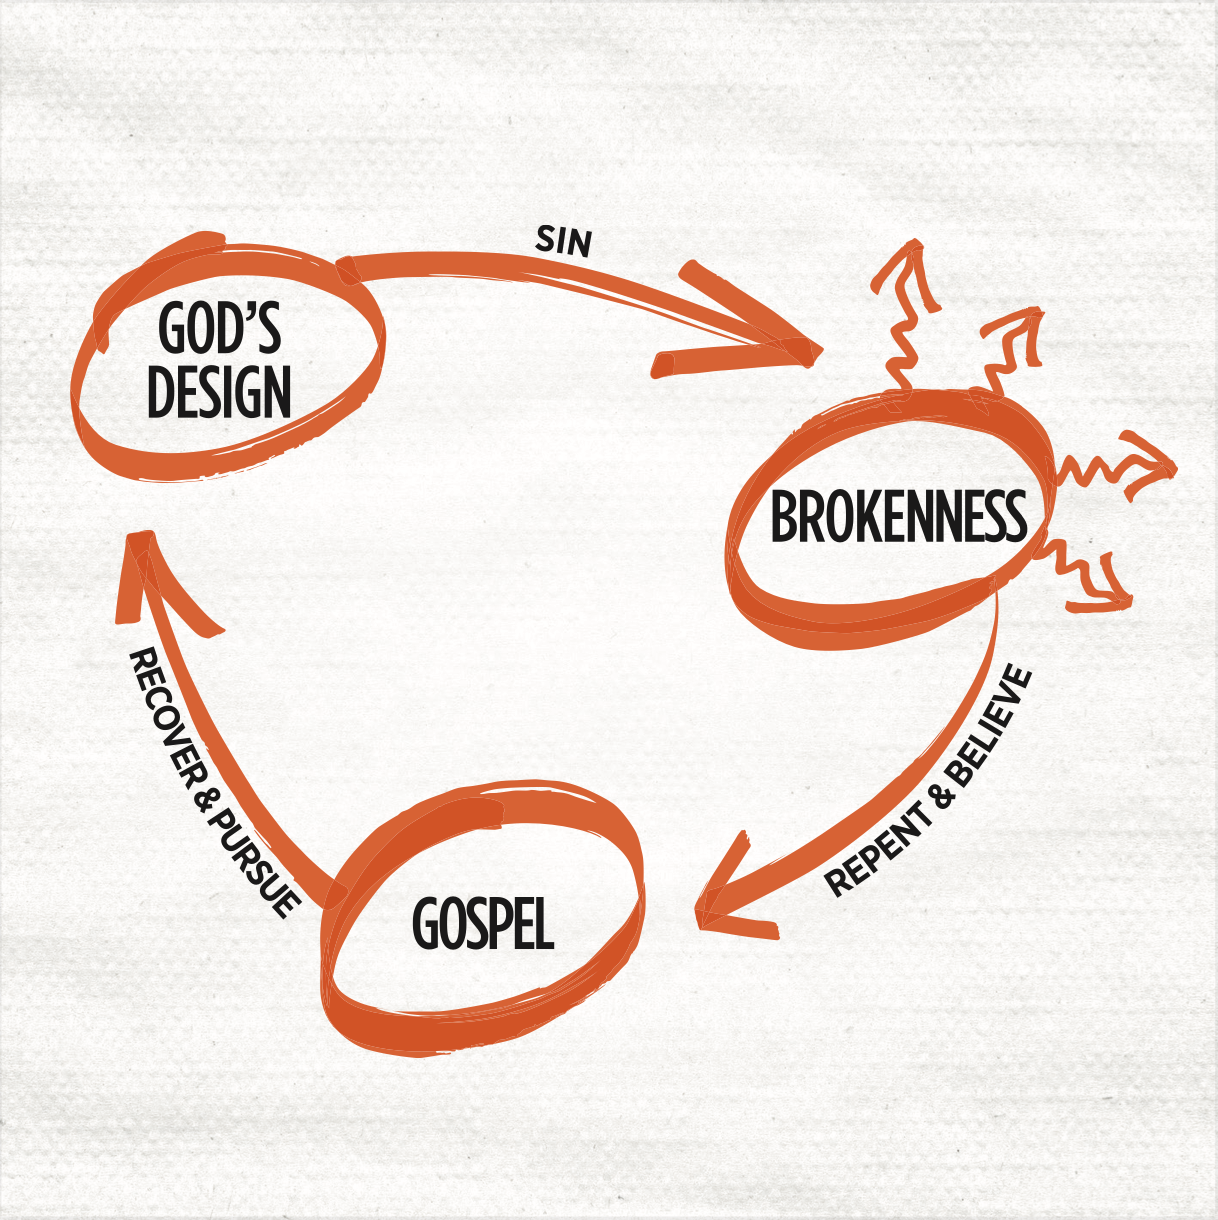 SIN
GOD'S
DESIGN
BROKENNESS
REPENT & BELIEVE
GOSPEL
RECOVER & PURSUE